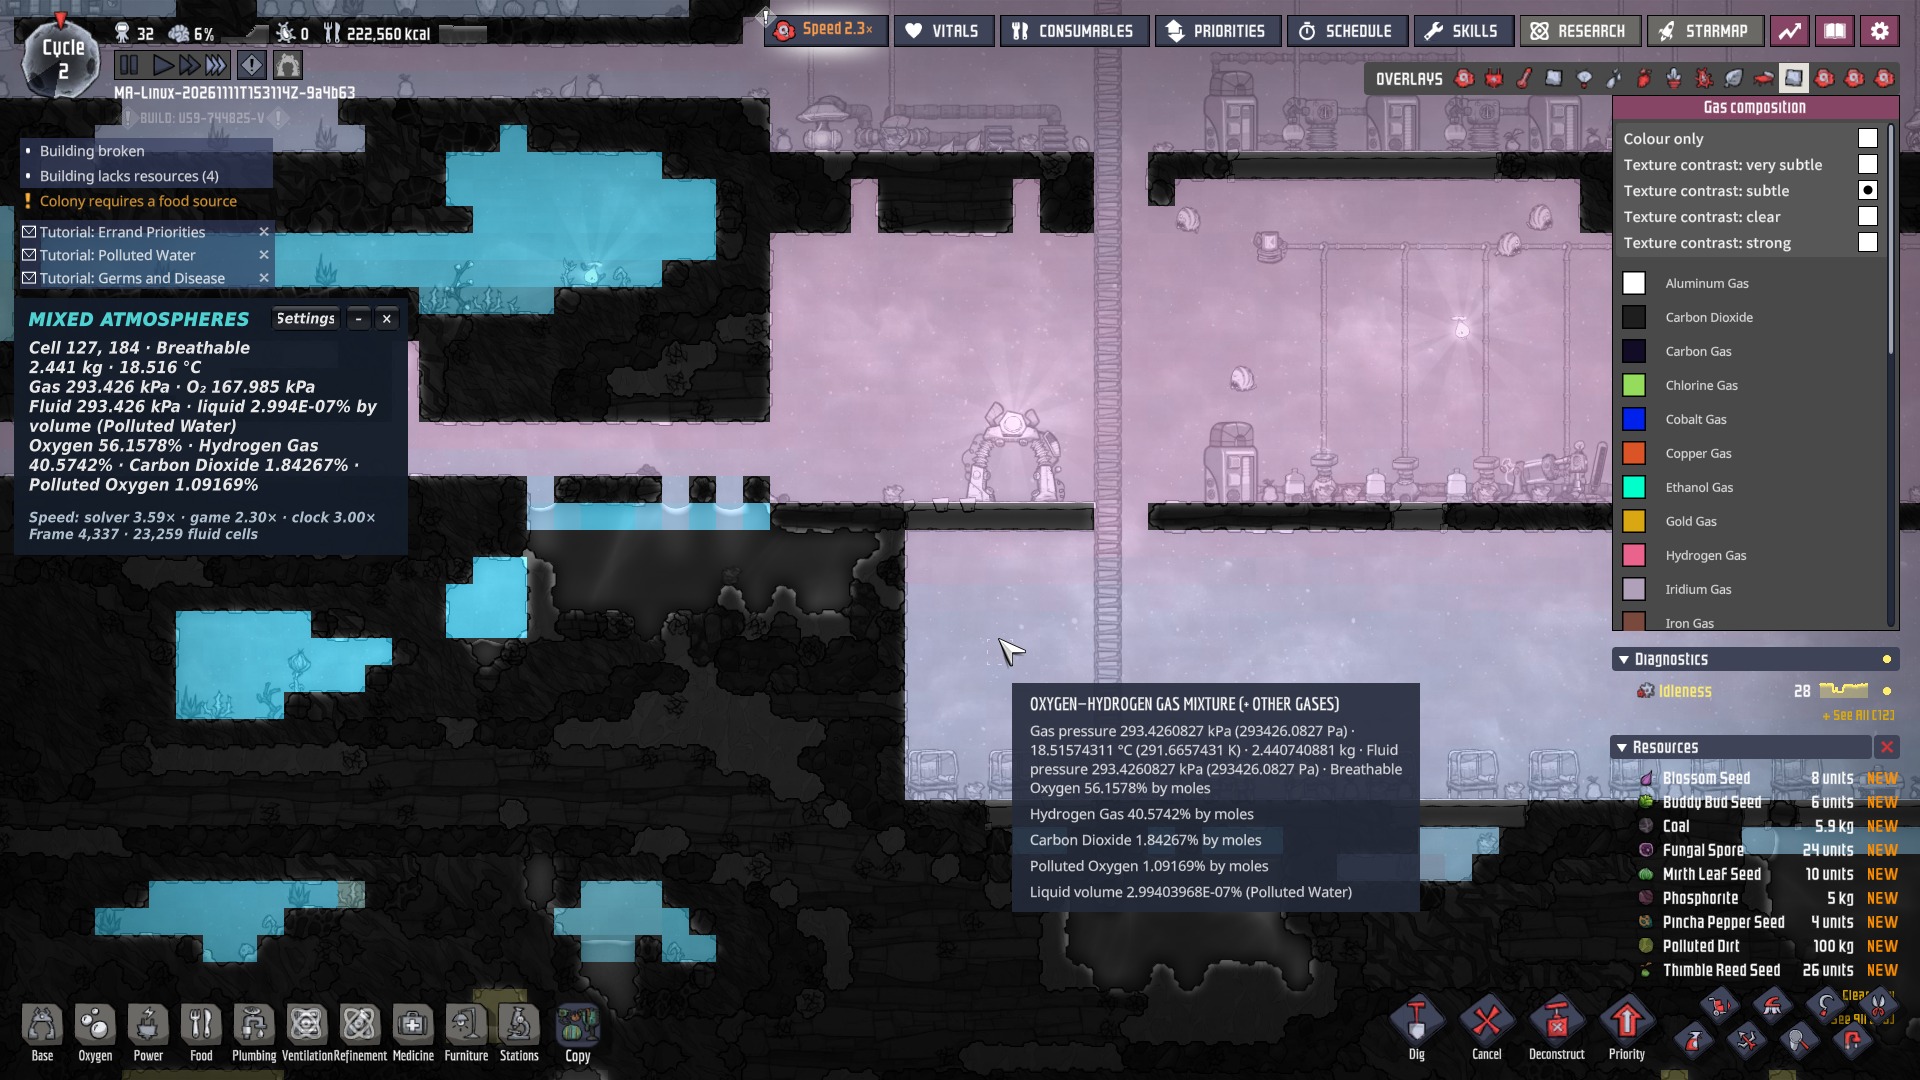 Cycle
2
32
6%
0
222,560 kcal
Speed 2.3×
VITALS
CONSUMABLES
PRIORITIES
SCHEDULE
SKILLS
RESEARCH
STARMAP
MA-Linux-20261111T153114Z-9a4b63
BUILD: U59-744825-V
OVERLAYS
Gas composition
Colour only
Texture contrast: very subtle
Texture contrast: subtle
Texture contrast: clear
Texture contrast: strong
Aluminum Gas
Carbon Dioxide
Carbon Gas
Chlorine Gas
Cobalt Gas
Copper Gas
Ethanol Gas
Gold Gas
Hydrogen Gas
Iridium Gas
Iron Gas
• Building broken
• Building lacks resources (4)
! Colony requires a food source
Tutorial: Errand Priorities ×
Tutorial: Polluted Water ×
Tutorial: Germs and Disease ×
MIXED ATMOSPHERES
Settings - ×
Cell 127, 184 · Breathable
2.441 kg · 18.516 °C
Gas 293.426 kPa · O₂ 167.985 kPa
Fluid 293.426 kPa · liquid 2.994E-07% by
volume (Polluted Water)
Oxygen 56.1578% · Hydrogen Gas
40.5742% · Carbon Dioxide 1.84267% ·
Polluted Oxygen 1.09169%
Speed: solver 3.59× · game 2.30× · clock 3.00×
Frame 4,337 · 23,259 fluid cells
OXYGEN–HYDROGEN GAS MIXTURE (+ OTHER GASES)
Gas pressure 293.4260827 kPa (293426.0827 Pa) ·
18.51574311 °C (291.6657431 K) · 2.440740881 kg · Fluid
pressure 293.4260827 kPa (293426.0827 Pa) · Breathable
Oxygen 56.1578% by moles
Hydrogen Gas 40.5742% by moles
Carbon Dioxide 1.84267% by moles
Polluted Oxygen 1.09169% by moles
Liquid volume 2.99403968E-07% (Polluted Water)
Diagnostics
Idleness 28
+ See All [12]
Resources
Blossom Seed 8 units NEW
Buddy Bud Seed 6 units NEW
Coal 5.9 kg NEW
Fungal Spore 24 units NEW
Mirth Leaf Seed 10 units NEW
Phosphorite 5 kg NEW
Pincha Pepper Seed 4 units NEW
Polluted Dirt 100 kg NEW
Thimble Reed Seed 26 units NEW
Base
Oxygen
Power
Food
Plumbing
Ventilation
Refinement
Medicine
Furniture
Stations
Copy
Dig
Cancel
Deconstruct
Priority